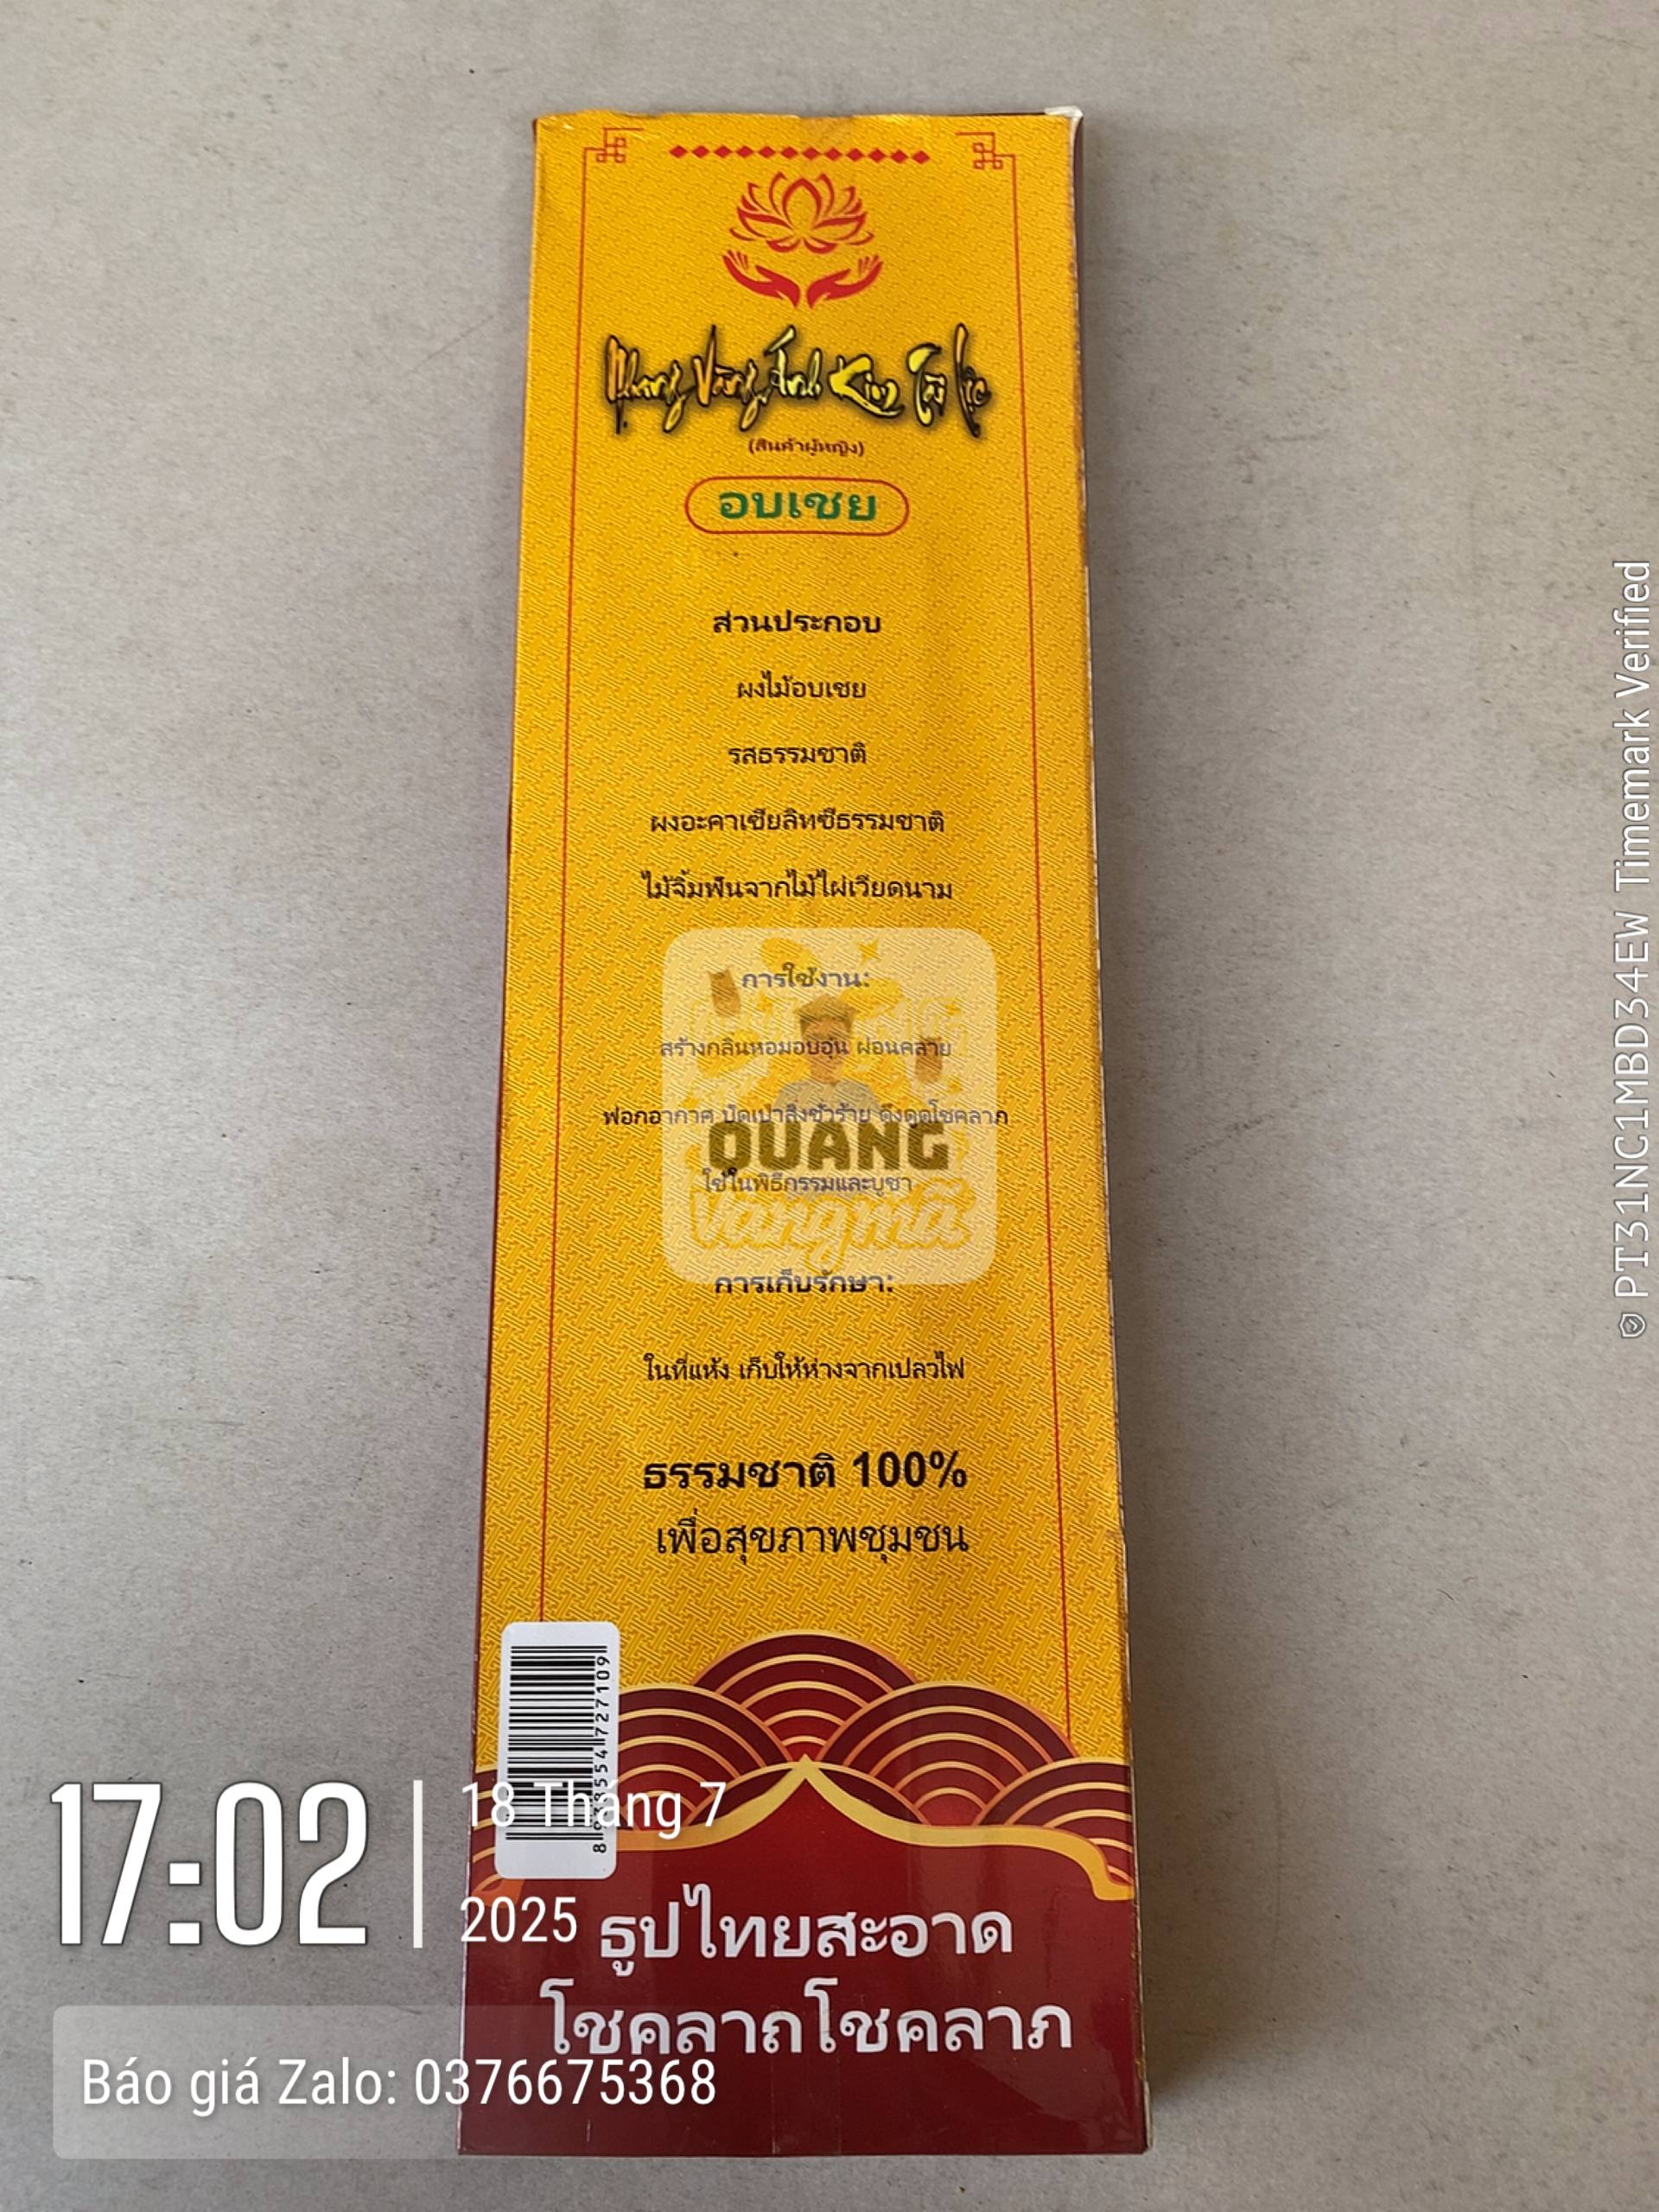 Nhang Vàng Ánh Kim Tài Lộc
(สินค้าผู้หญิง)
อบเชย
ส่วนประกอบ
ผงไม้อบเชย
รสธรรมชาติ
ผงอะคาเซียลิทซีธรรมชาติ
ไม้จิ้มฟันจากไม้ไผ่เวียดนาม
การใช้งาน:
สร้างกลิ่นหอมอบอุ่น ผ่อนคลาย
ฟอกอากาศ ปัดเป่าสิ่งชั่วร้าย ดึงดูดโชคลาภ
QUANG
ใช้ในพิธีกรรมและบูชา
Vàng mã
การเก็บรักษา:
ในที่แห้ง เก็บให้ห่างจากเปลวไฟ
ธรรมชาติ 100%
เพื่อสุขภาพชุมชน
17:02
18 Tháng 7
2025
ธูปไทยสะอาด
โชคลาถโชคลาภ
Báo giá Zalo: 0376675368
PT31NC1MBD34EW Timemark Verified